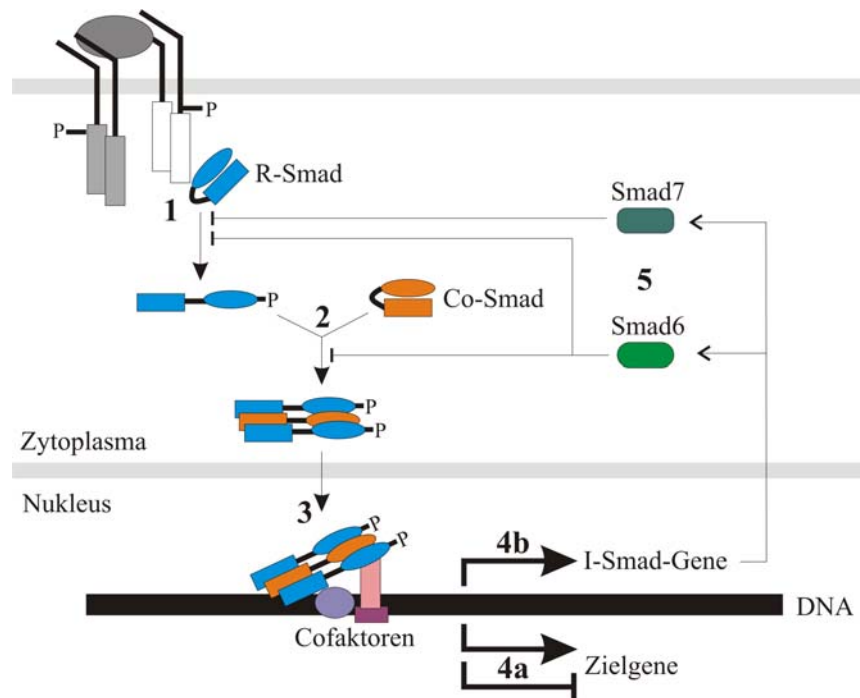 P
P
R-Smad
1
Smad7
5
P
2
Co-Smad
Smad6
P
P
Zytoplasma
Nukleus
3
P
P
4b
I-Smad-Gene
DNA
Cofaktoren
4a
Zielgene